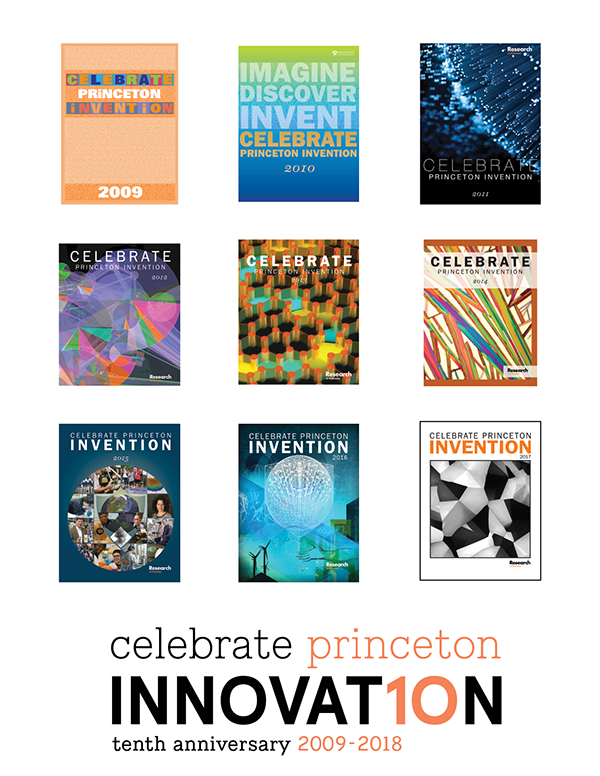 CELEBRATE
PRiNCETON
iNVENTiON
2009
IMAGINE
DISCOVER
INVENT
CELEBRATE
PRINCETON INVENTION
2010
Research
CELEBRATE
PRINCETON INVENTION
2011
CELEBRATE
PRINCETON INVENTION
2012
Research
CELEBRATE
PRINCETON INVENTION
2013
Research
CELEBRATE
PRINCETON INVENTION
2014
Research
CELEBRATE PRINCETON
INVENTION
2015
Research
CELEBRATE PRINCETON
INVENTION
2016
Research
CELEBRATE PRINCETON
INVENTION
2017
Research
celebrate princeton
INNOVAT10N
tenth anniversary 2009-2018